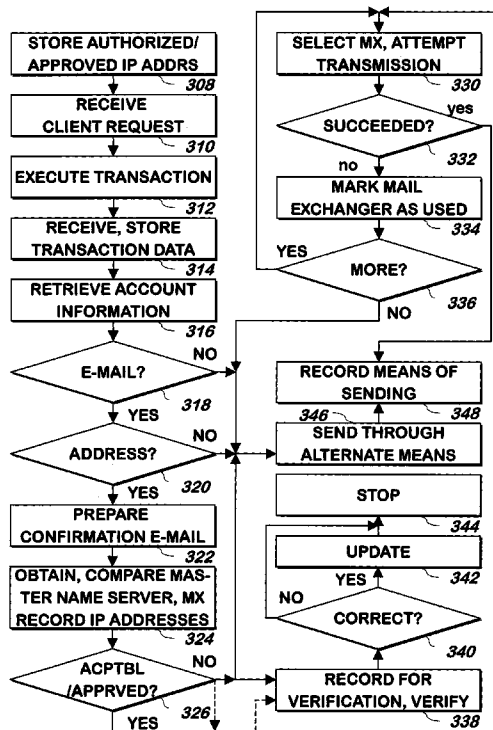 STORE AUTHORIZED/
APPROVED IP ADDRS
308
RECEIVE
CLIENT REQUEST
310
EXECUTE TRANSACTION
312
RECEIVE, STORE
TRANSACTION DATA
314
RETRIEVE ACCOUNT
INFORMATION
316
NO
E-MAIL?
318
YES
NO
ADDRESS?
320
YES
PREPARE
CONFIRMATION E-MAIL
322
OBTAIN, COMPARE MAS-
TER NAME SERVER, MX
RECORD IP ADDRESSES
324
NO
ACPTBL
/APPRVED?
326
YES
SELECT MX, ATTEMPT
TRANSMISSION
330
yes
SUCCEEDED?
332
no
MARK MAIL
EXCHANGER AS USED
334
YES
MORE?
336
NO
RECORD MEANS OF
SENDING
346
348
SEND THROUGH
ALTERNATE MEANS
STOP
344
UPDATE
342
YES
NO
CORRECT?
340
RECORD FOR
VERIFICATION, VERIFY
338